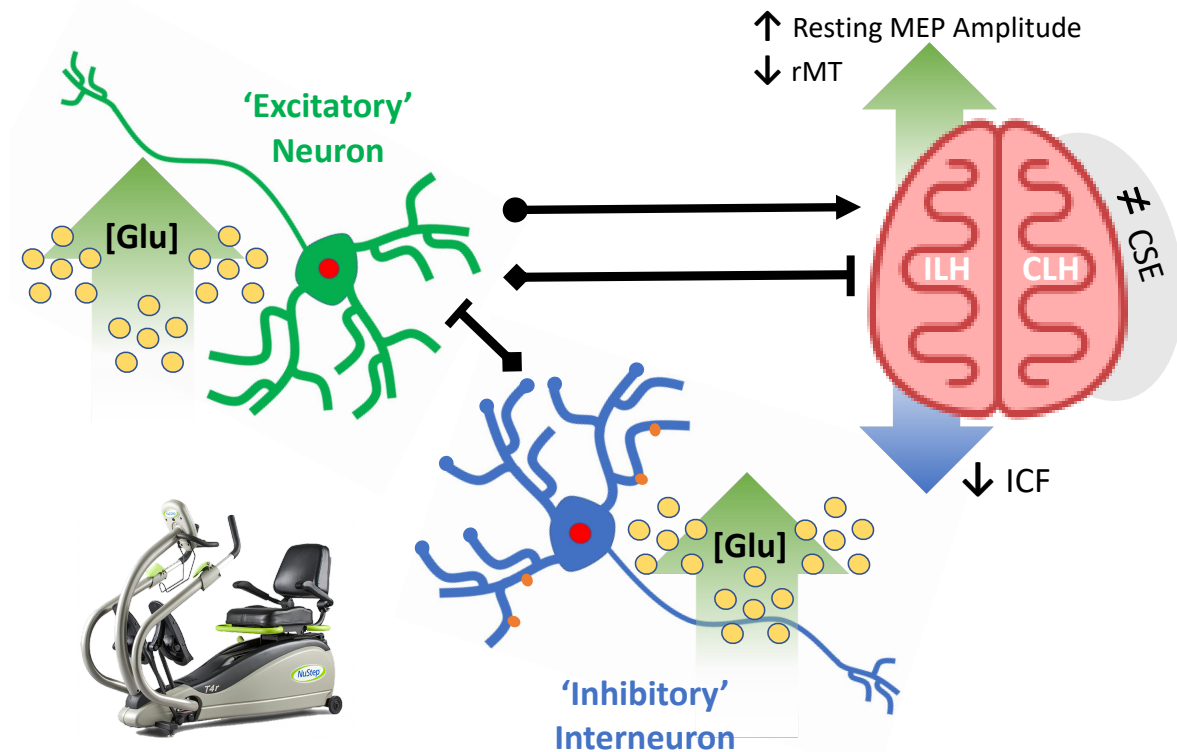 ↑ Resting MEP Amplitude
↓ rMT
‘Excitatory’
Neuron
[Glu]
ILH
CLH
≠ CSE
↓ ICF
[Glu]
‘Inhibitory’
Interneuron
NuStep
T4r